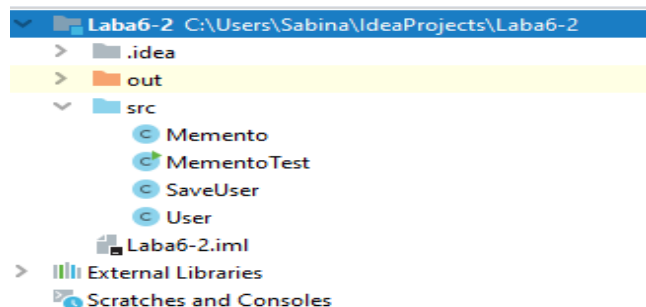 Laba6-2 C:\Users\Sabina\IdeaProjects\Laba6-2
.idea
out
src
C Memento
C MementoTest
C SaveUser
C User
Laba6-2.iml
External Libraries
Scratches and Consoles